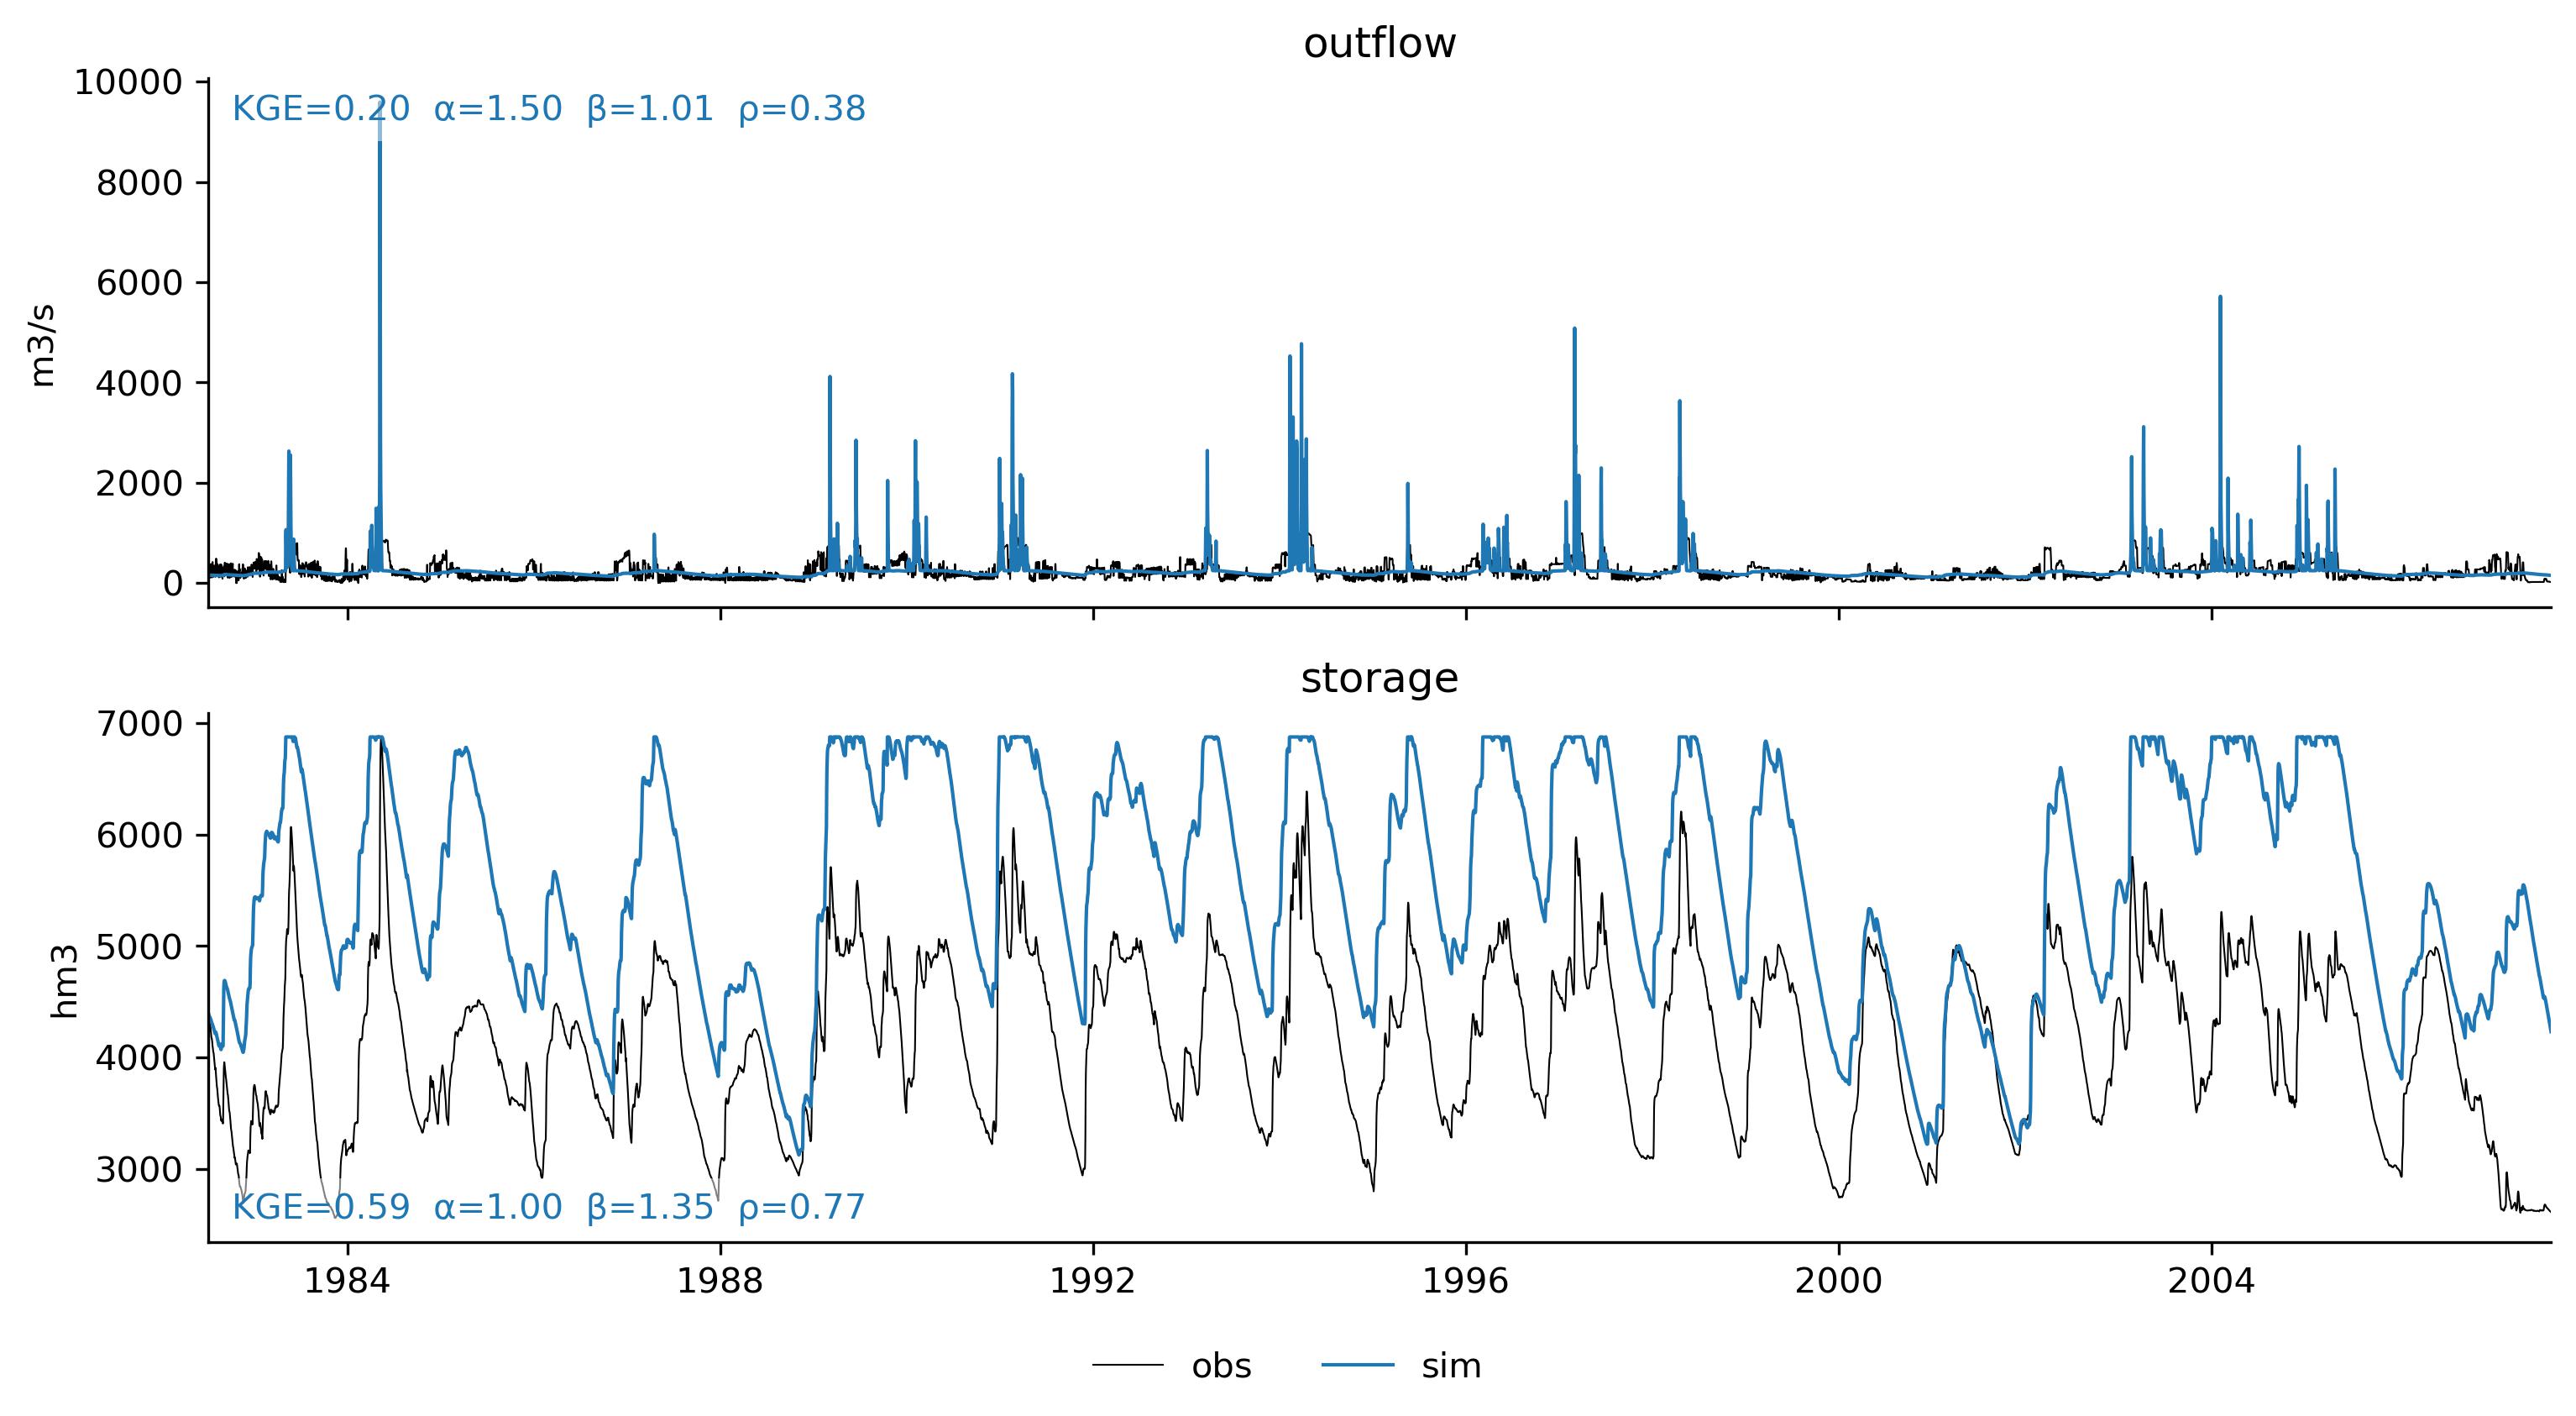 outflow
10000
KGE=0.20 α=1.50 β=1.01 ρ=0.38
8000
6000
m3/s
4000
2000
0
storage
7000
6000
5000
hm3
4000
3000
KGE=0.59 α=1.00 β=1.35 ρ=0.77
1984 1988 1992 1996 2000 2004
obs sim